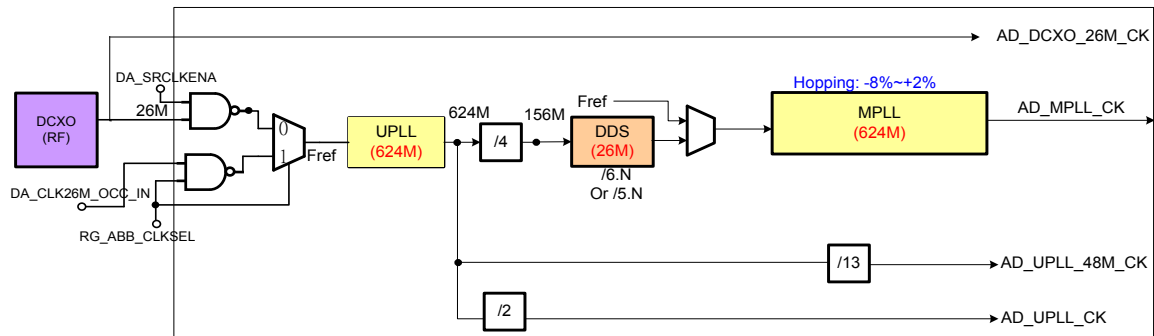 AD_DCXO_26M_CK
DA_SRCLKENA
Hopping: -8%~+2%
DCXO
(RF)
26M
0
1
Fref
UPLL
(624M)
624M
/4
156M
Fref
DDS
(26M)
/6.N
Or /5.N
MPLL
(624M)
AD_MPLL_CK
DA_CLK26M_OCC_IN
RG_ABB_CLKSEL
/13
AD_UPLL_48M_CK
/2
AD_UPLL_CK